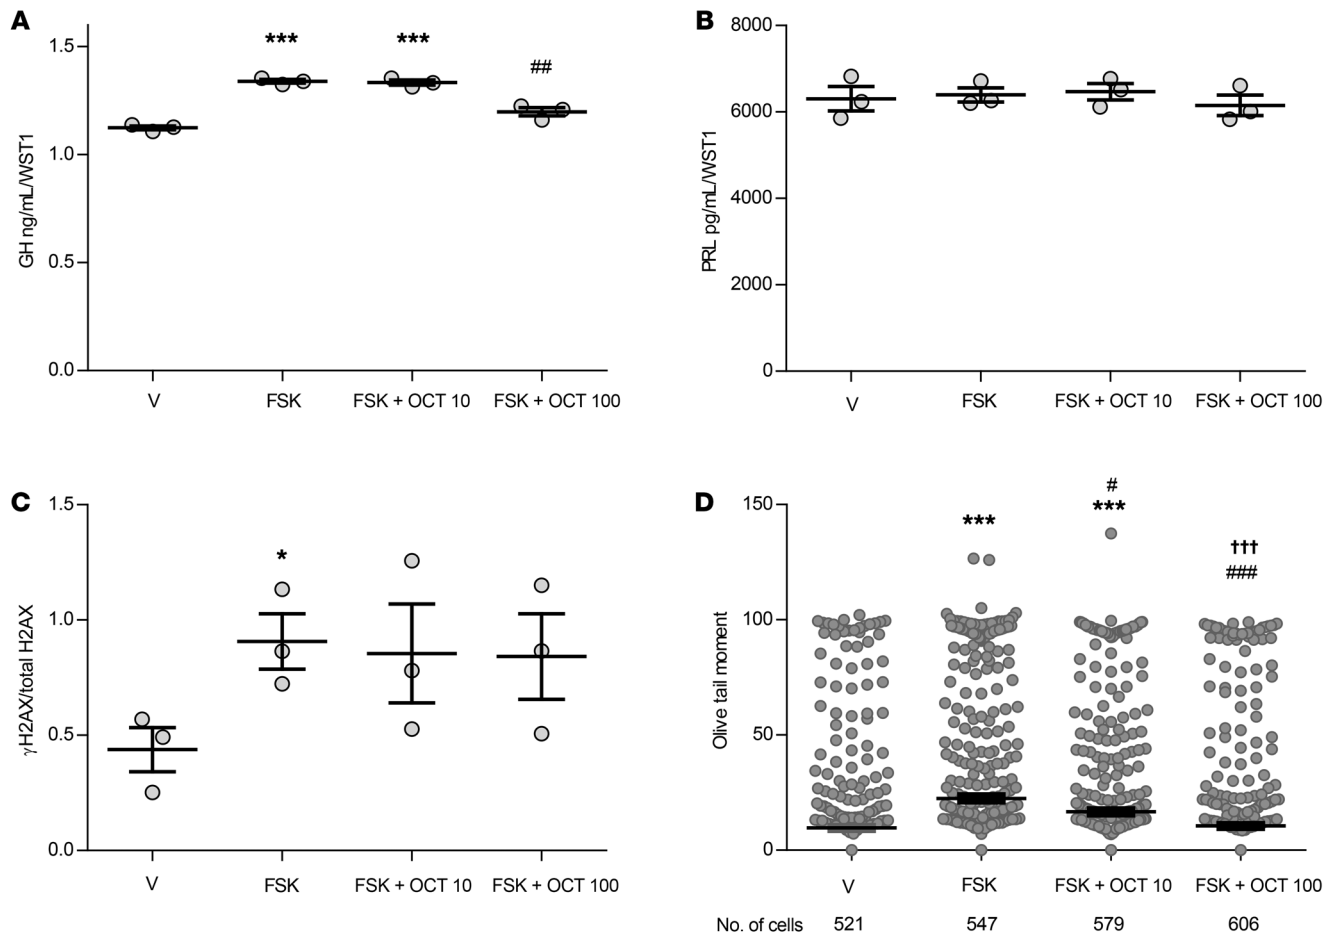 A
GH ng/mL/WST1
1.5
1.0
0.5
0.0
***
***
##
V
FSK
FSK + OCT 10
FSK + OCT 100
B
PRL pg/mL/WST1
8000
6000
4000
2000
0
V
FSK
FSK + OCT 10
FSK + OCT 100
C
γH2AX/total H2AX
1.5
1.0
0.5
0.0
*
V
FSK
FSK + OCT 10
FSK + OCT 100
D
Olive tail moment
150
100
50
0
***
#
***
†††
###
V
FSK
FSK + OCT 10
FSK + OCT 100
No. of cells 521 547 579 606